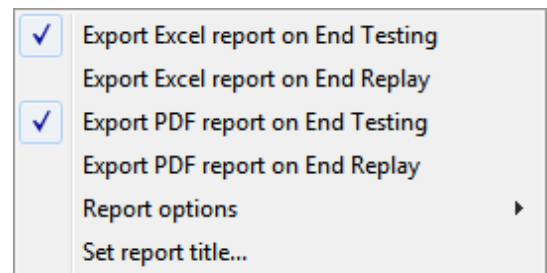 Export Excel report on End Testing
Export Excel report on End Replay
Export PDF report on End Testing
Export PDF report on End Replay
Report options
Set report title...